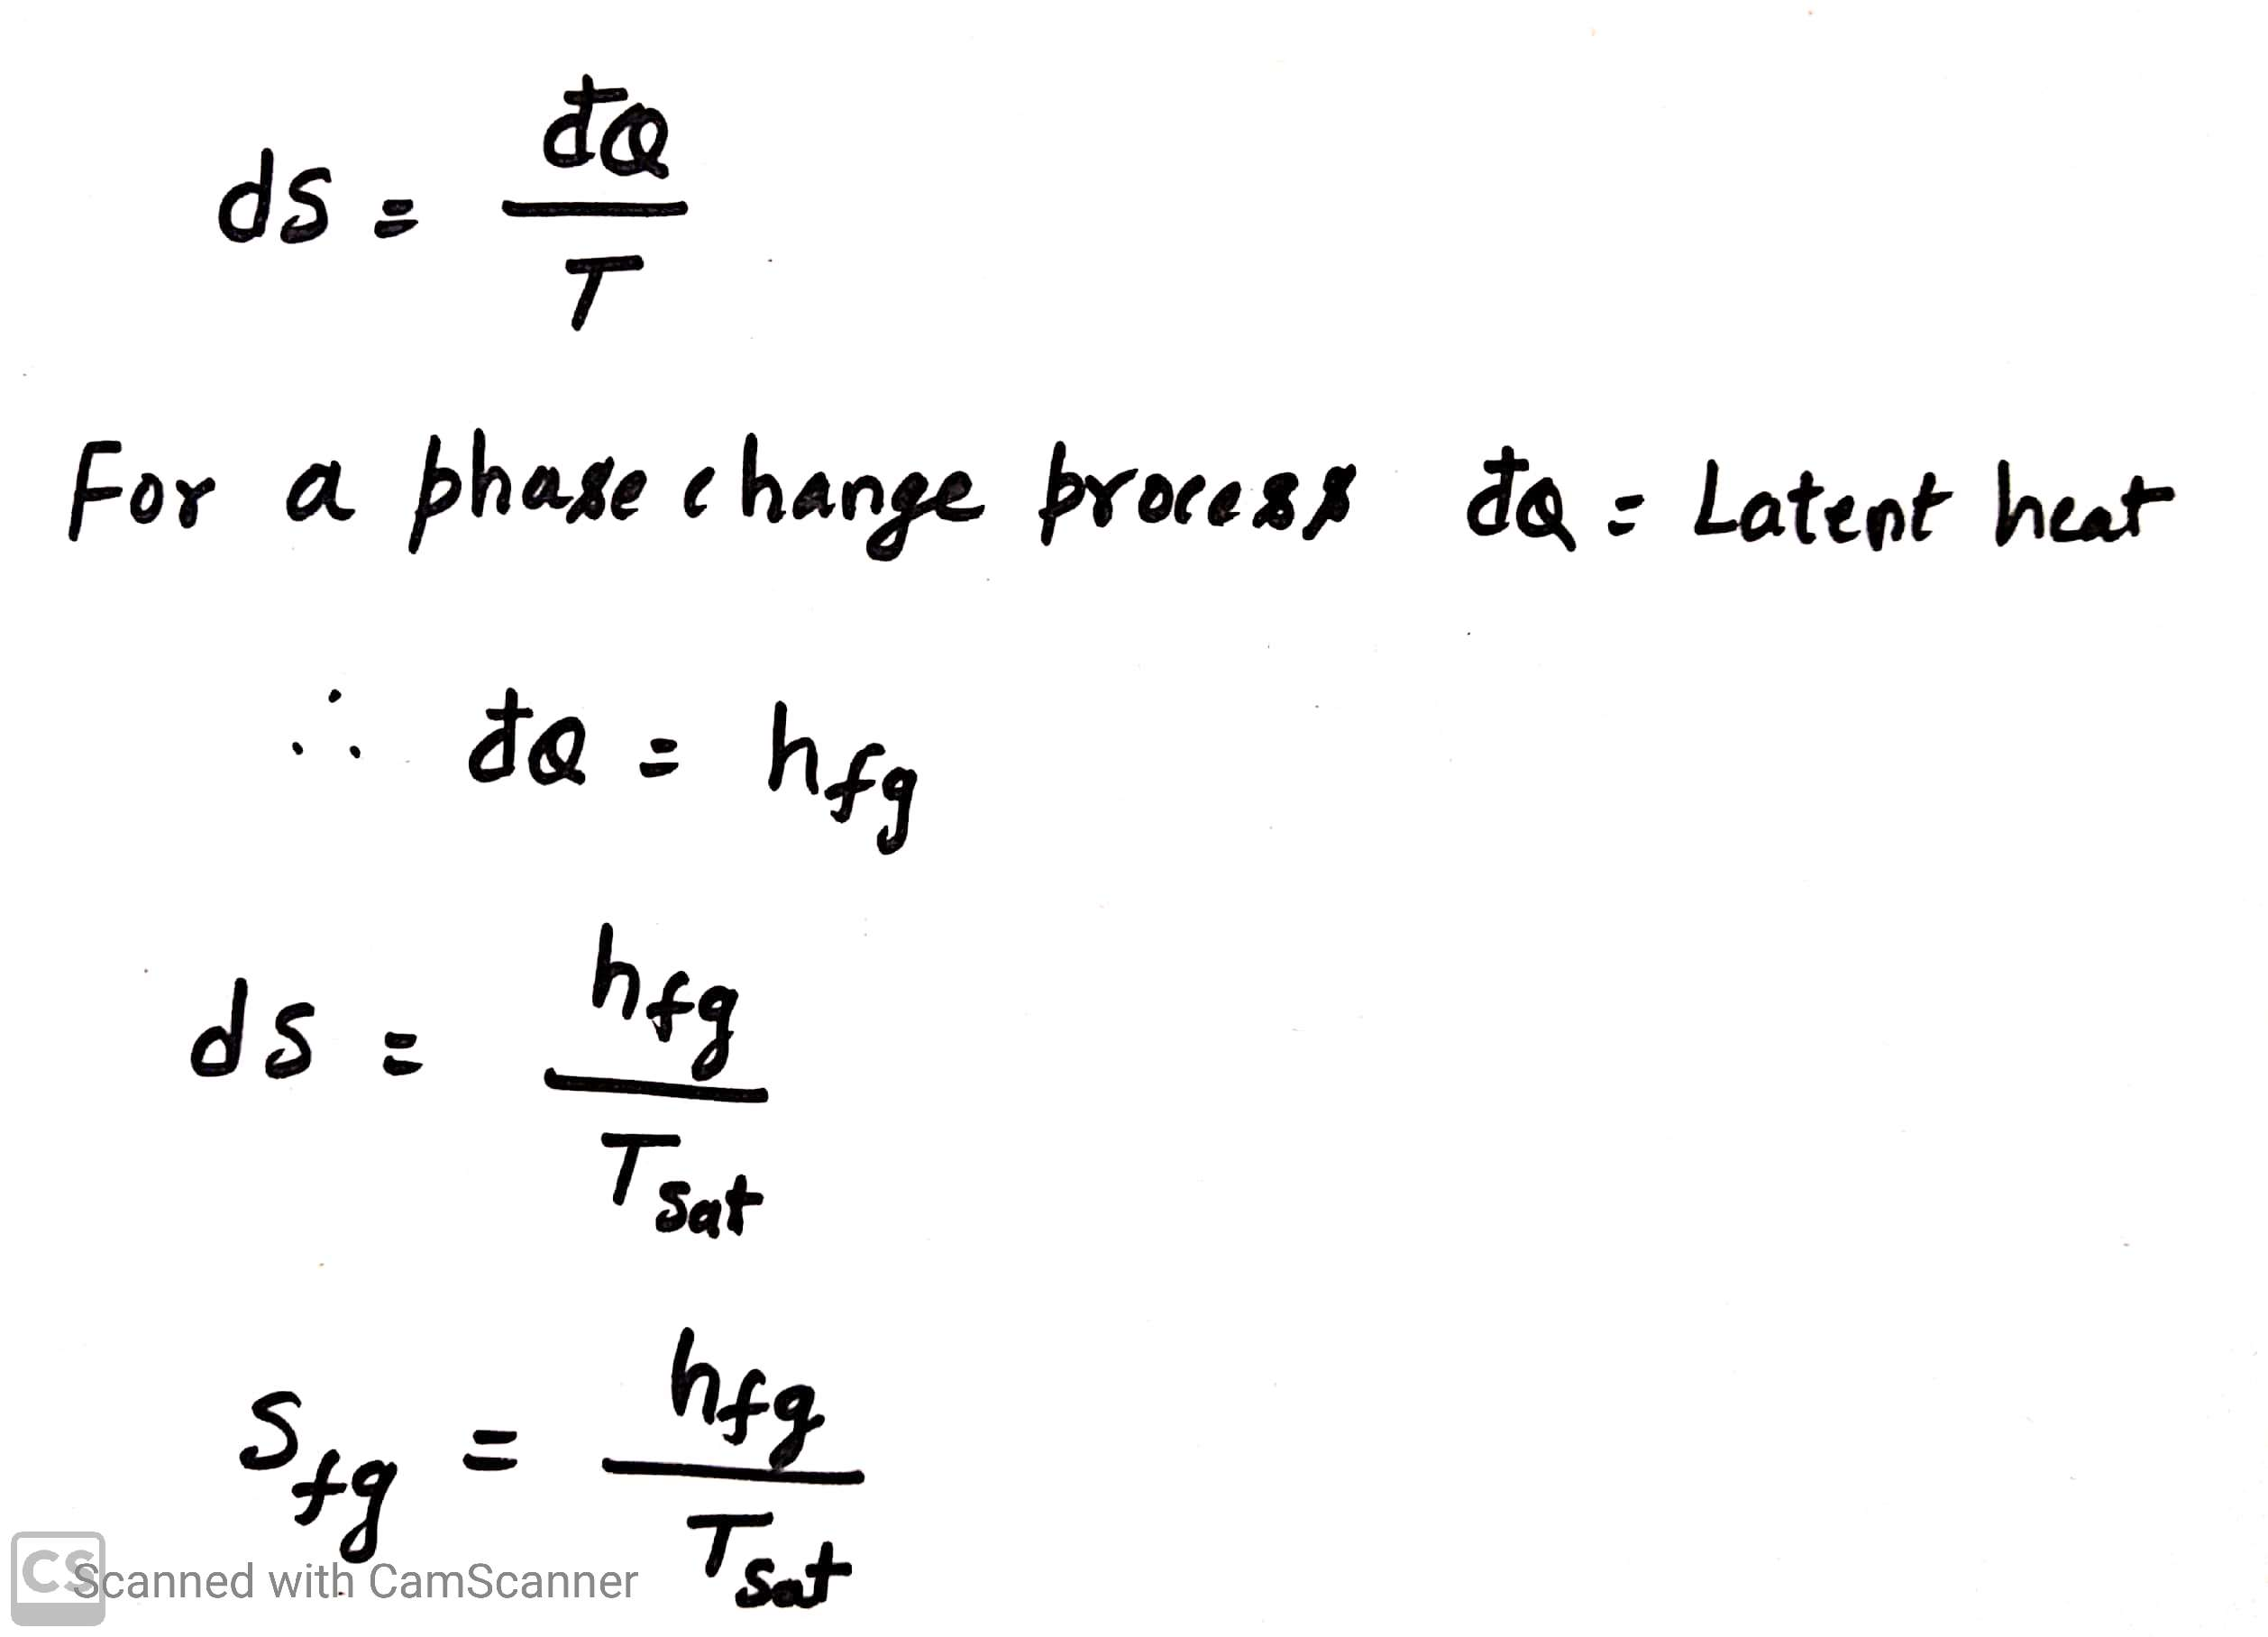 ds = đQ / T
For a phase change process đQ = Latent heat
∴ đQ = hfg
ds = hfg / Tsat
Sfg = hfg / Tsat
CS Scanned with CamScanner